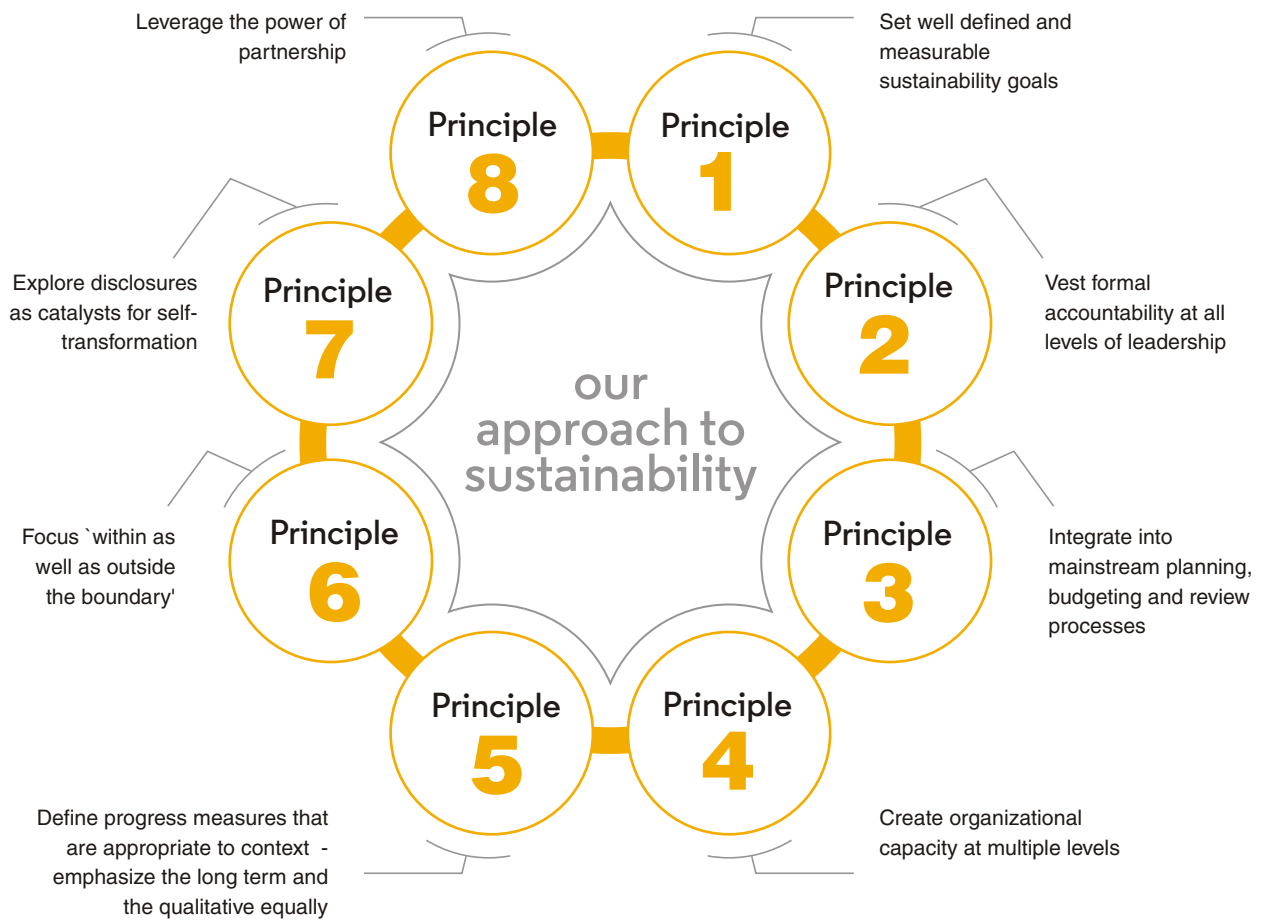 Leverage the power of
partnership
Set well defined and
measurable
sustainability goals
Principle
8
Principle
1
Explore disclosures
as catalysts for self-
transformation
Principle
7
Principle
2
Vest formal
accountability at all
levels of leadership
our
approach to
sustainability
Focus `within as
well as outside
the boundary'
Principle
6
Principle
3
Integrate into
mainstream planning,
budgeting and review
processes
Principle
5
Principle
4
Define progress measures that
are appropriate to context -
emphasize the long term and
the qualitative equally
Create organizational
capacity at multiple levels